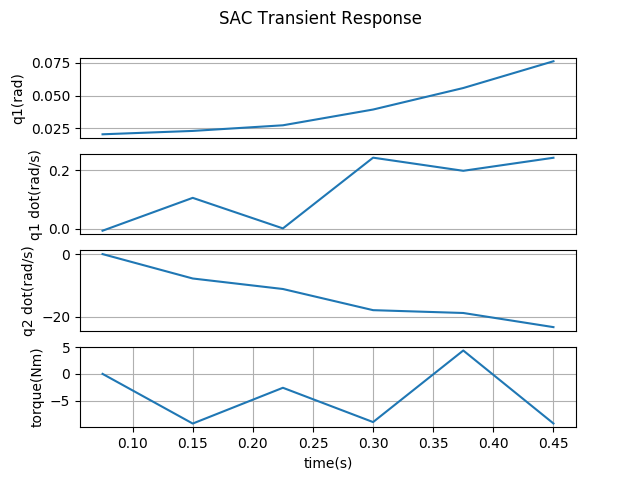 SAC Transient Response
q1(rad)
0.075
0.050
0.025
q1 dot(rad/s)
0.2
0.0
q2 dot(rad/s)
0
−20
torque(Nm)
5
0
−5
0.10 0.15 0.20 0.25 0.30 0.35 0.40 0.45
time(s)